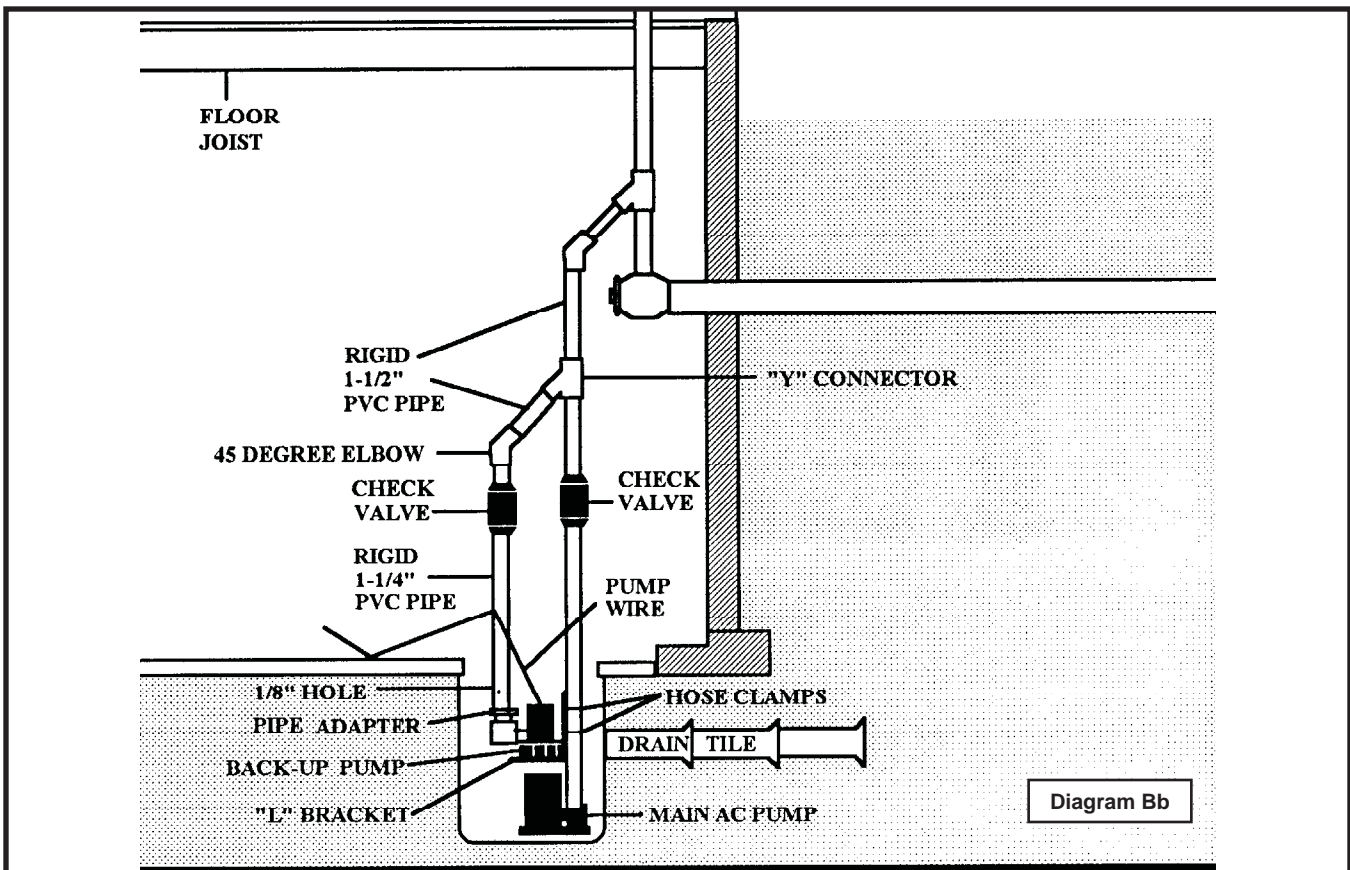 FLOOR
JOIST
RIGID
1-1/2"
PVC PIPE
"Y" CONNECTOR
45 DEGREE ELBOW
CHECK
VALVE
CHECK
VALVE
RIGID
1-1/4"
PVC PIPE
PUMP
WIRE
1/8" HOLE
HOSE CLAMPS
PIPE ADAPTER
DRAIN TILE
BACK-UP PUMP
"L" BRACKET
MAIN AC PUMP
Diagram Bb